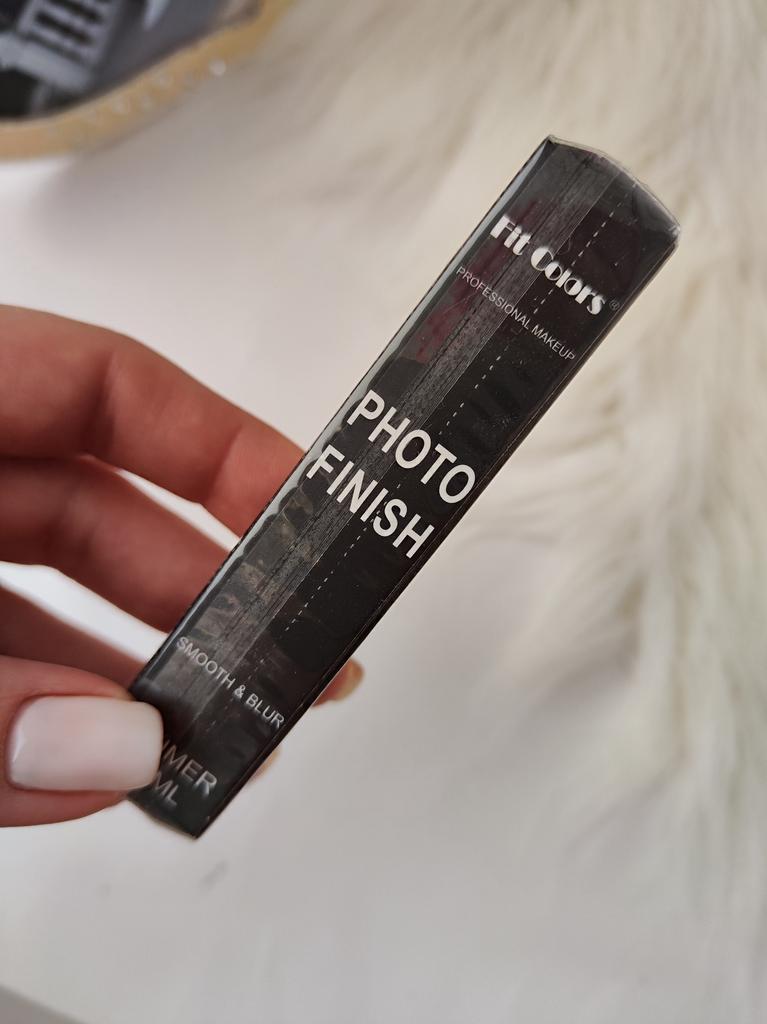 Fit Colors®
PROFESSIONAL MAKEUP
PHOTO
FINISH
SMOOTH & BLUR